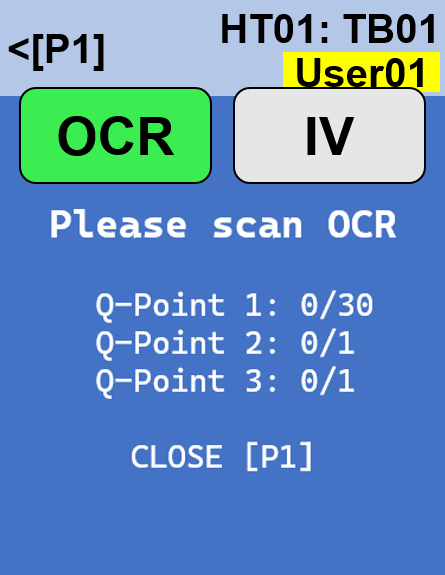 <[P1]
HT01: TB01
User01
OCR
IV
Please scan OCR
Q-Point 1: 0/30
Q-Point 2: 0/1
Q-Point 3: 0/1
CLOSE [P1]